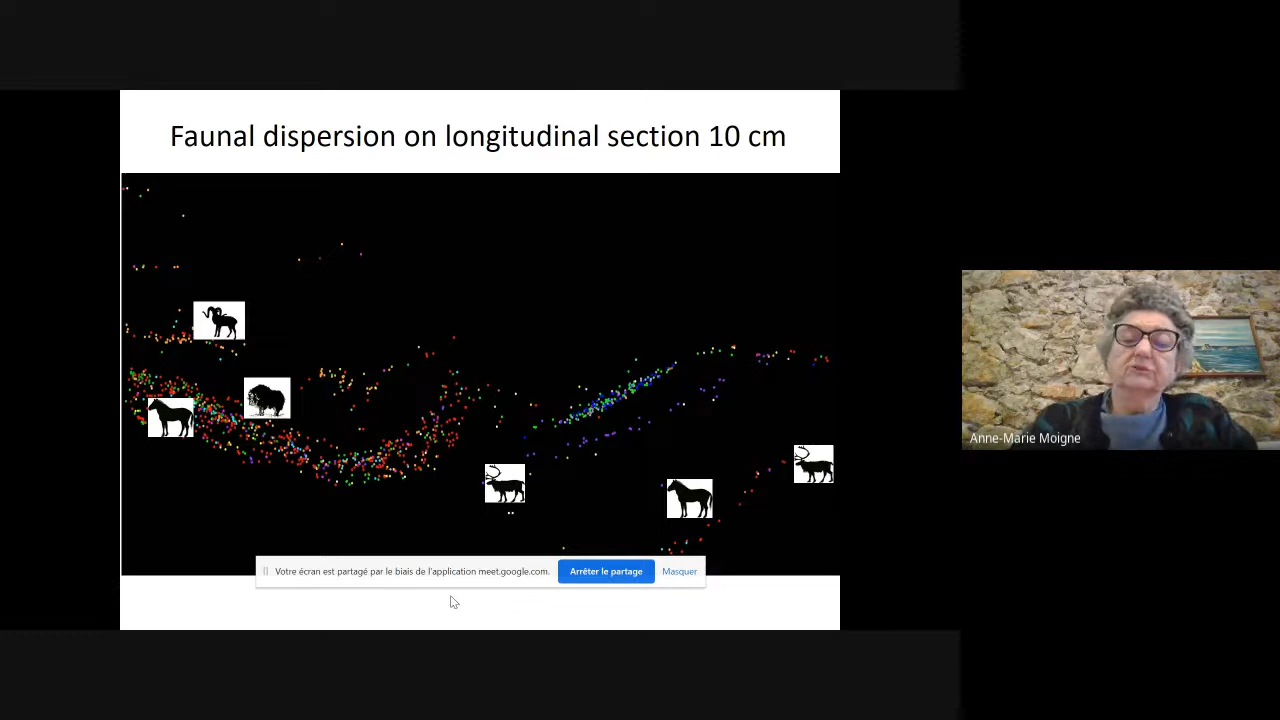 Faunal dispersion on longitudinal section 10 cm
Anne-Marie Moigne
Votre écran est partagé par le biais de l'application meet.google.com.
Arrêter le partage
Masquer